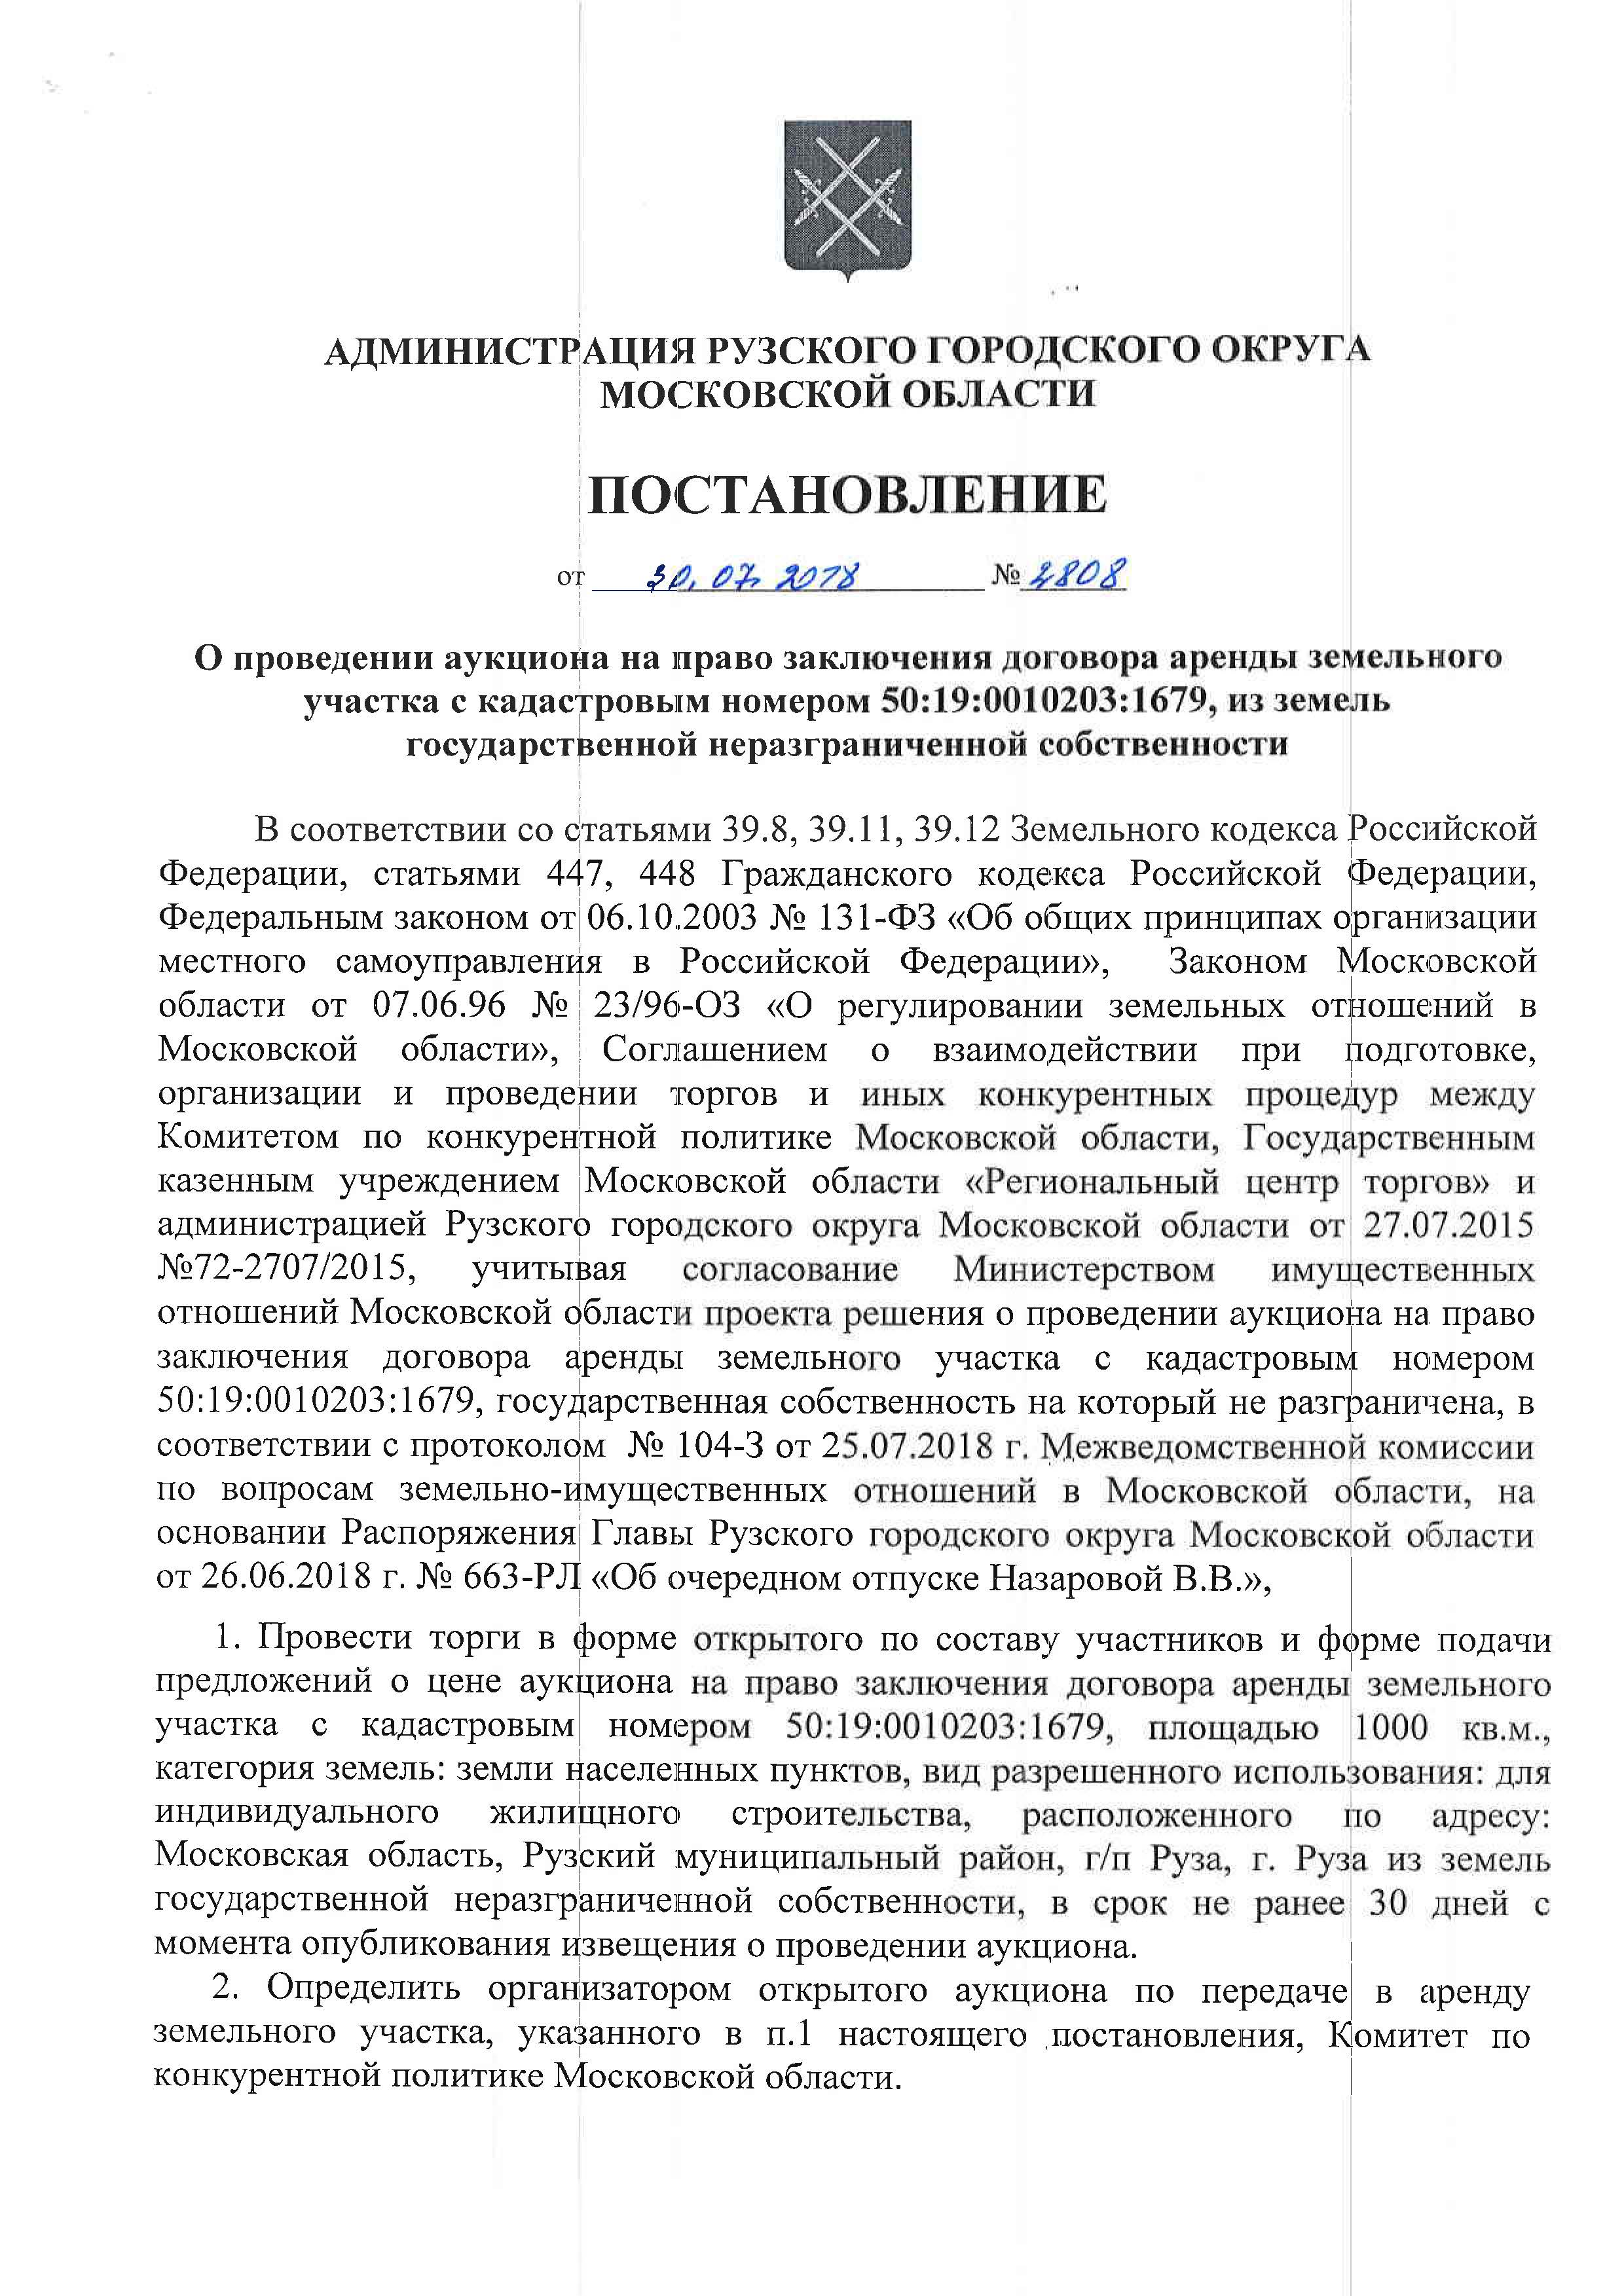 АДМИНИСТРАЦИЯ РУЗСКОГО ГОРОДСКОГО ОКРУГА
МОСКОВСКОЙ ОБЛАСТИ
ПОСТАНОВЛЕНИЕ
от 30.07.2018 № 2808
О проведении аукциона на право заключения договора аренды земельного
участка с кадастровым номером 50:19:0010203:1679, из земель
государственной неразграниченной собственности
В соответствии со статьями 39.8, 39.11, 39.12 Земельного кодекса Российской
Федерации, статьями 447, 448 Гражданского кодекса Российской Федерации,
Федеральным законом от 06.10.2003 № 131-ФЗ «Об общих принципах организации
местного самоуправления в Российской Федерации», Законом Московской
области от 07.06.96 № 23/96-ОЗ «О регулировании земельных отношений в
Московской области», Соглашением о взаимодействии при подготовке,
организации и проведении торгов и иных конкурентных процедур между
Комитетом по конкурентной политике Московской области, Государственным
казенным учреждением Московской области «Региональный центр торгов» и
администрацией Рузского городского округа Московской области от 27.07.2015
№72-2707/2015, учитывая согласование Министерством имущественных
отношений Московской области проекта решения о проведении аукциона на право
заключения договора аренды земельного участка с кадастровым номером
50:19:0010203:1679, государственная собственность на который не разграничена, в
соответствии с протоколом № 104-З от 25.07.2018 г. Межведомственной комиссии
по вопросам земельно-имущественных отношений в Московской области, на
основании Распоряжения Главы Рузского городского округа Московской области
от 26.06.2018 г. № 663-РЛ «Об очередном отпуске Назаровой В.В.»,
1. Провести торги в форме открытого по составу участников и форме подачи
предложений о цене аукциона на право заключения договора аренды земельного
участка с кадастровым номером 50:19:0010203:1679, площадью 1000 кв.м.,
категория земель: земли населенных пунктов, вид разрешенного использования: для
индивидуального жилищного строительства, расположенного по адресу:
Московская область, Рузский муниципальный район, г/п Руза, г. Руза из земель
государственной неразграниченной собственности, в срок не ранее 30 дней с
момента опубликования извещения о проведении аукциона.
2. Определить организатором открытого аукциона по передаче в аренду
земельного участка, указанного в п.1 настоящего постановления, Комитет по
конкурентной политике Московской области.